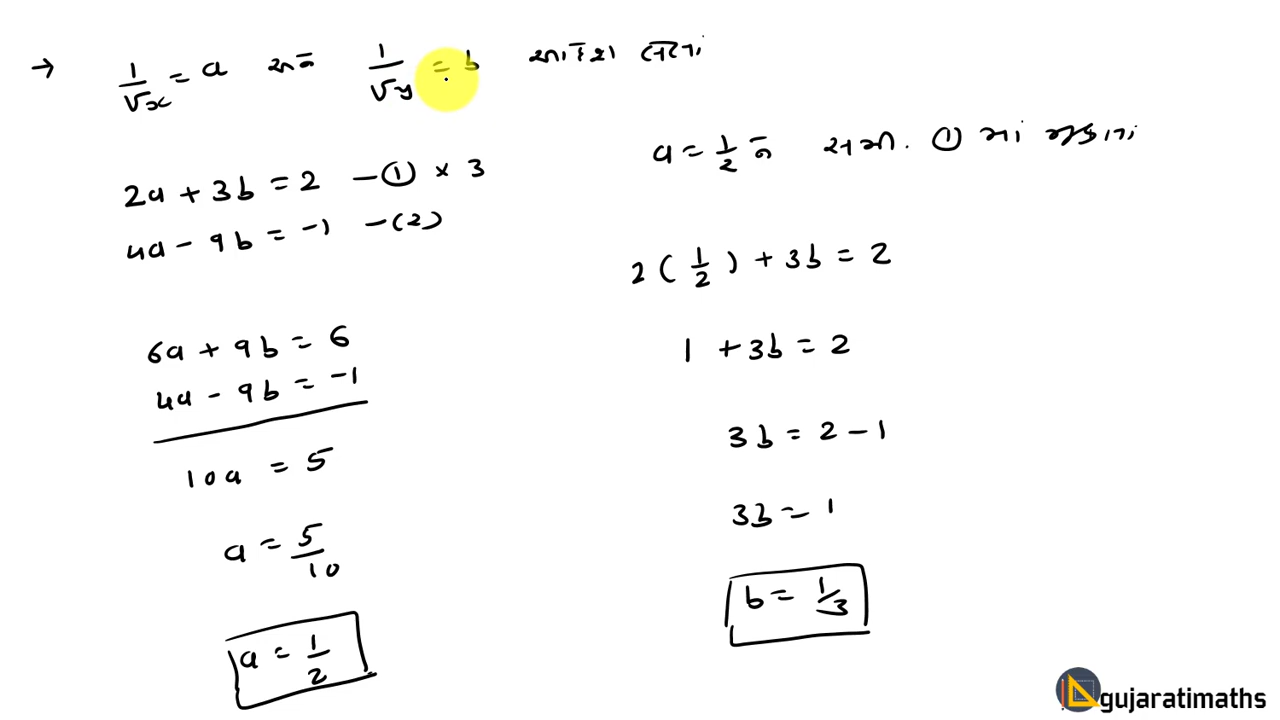 → 1/√x = a અને 1/√y = b આદેશ લેતાં
2a + 3b = 2 — ① × 3
4a - 9b = -1 — (2)
6a + 9b = 6
4a - 9b = -1
10a = 5
a = 5/10
a = 1/2
a = 1/2 ને સમી. ① માં મુકતાં
2 ( 1/2 ) + 3b = 2
1 + 3b = 2
3b = 2 - 1
3b = 1
b = 1/3
gujaratimaths